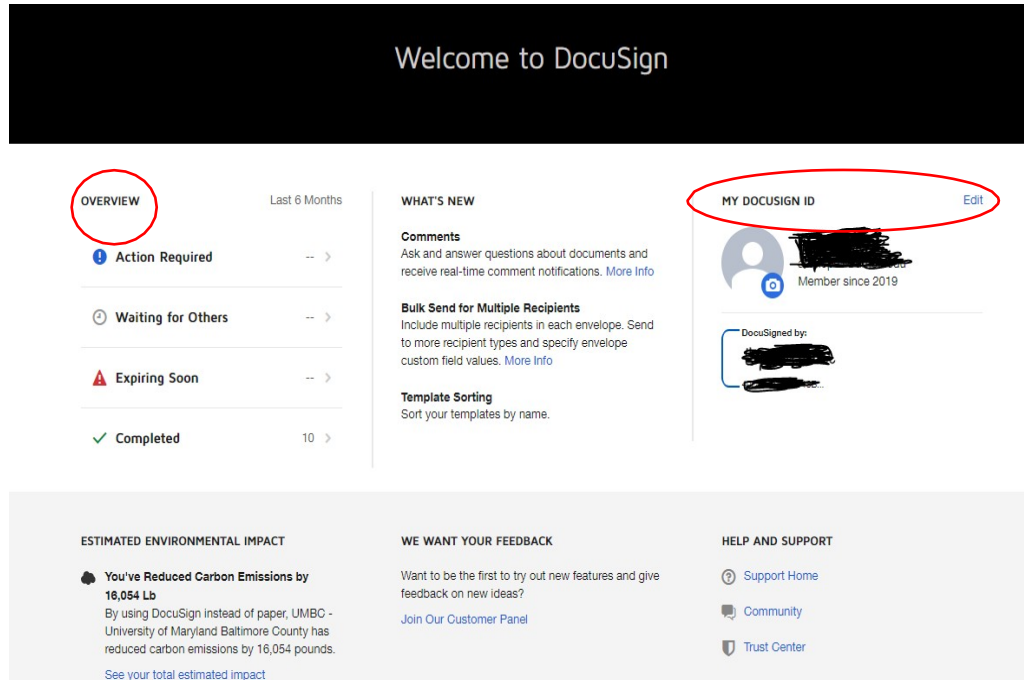 Welcome to DocuSign
OVERVIEW
Last 6 Months
Action Required
--
Waiting for Others
--
Expiring Soon
--
Completed
10
WHAT'S NEW
Comments
Ask and answer questions about documents and
receive real-time comment notifications. More Info
Bulk Send for Multiple Recipients
Include multiple recipients in each envelope. Send
to more recipient types and specify envelope
custom field values. More Info
Template Sorting
Sort your templates by name.
MY DOCUSIGN ID
Edit
Member since 2019
DocuSigned by:
ESTIMATED ENVIRONMENTAL IMPACT
You've Reduced Carbon Emissions by
16,054 Lb
By using DocuSign instead of paper, UMBC -
University of Maryland Baltimore County has
reduced carbon emissions by 16,054 pounds.
See your total estimated impact
WE WANT YOUR FEEDBACK
Want to be the first to try out new features and give
feedback on new ideas?
Join Our Customer Panel
HELP AND SUPPORT
Support Home
Community
Trust Center